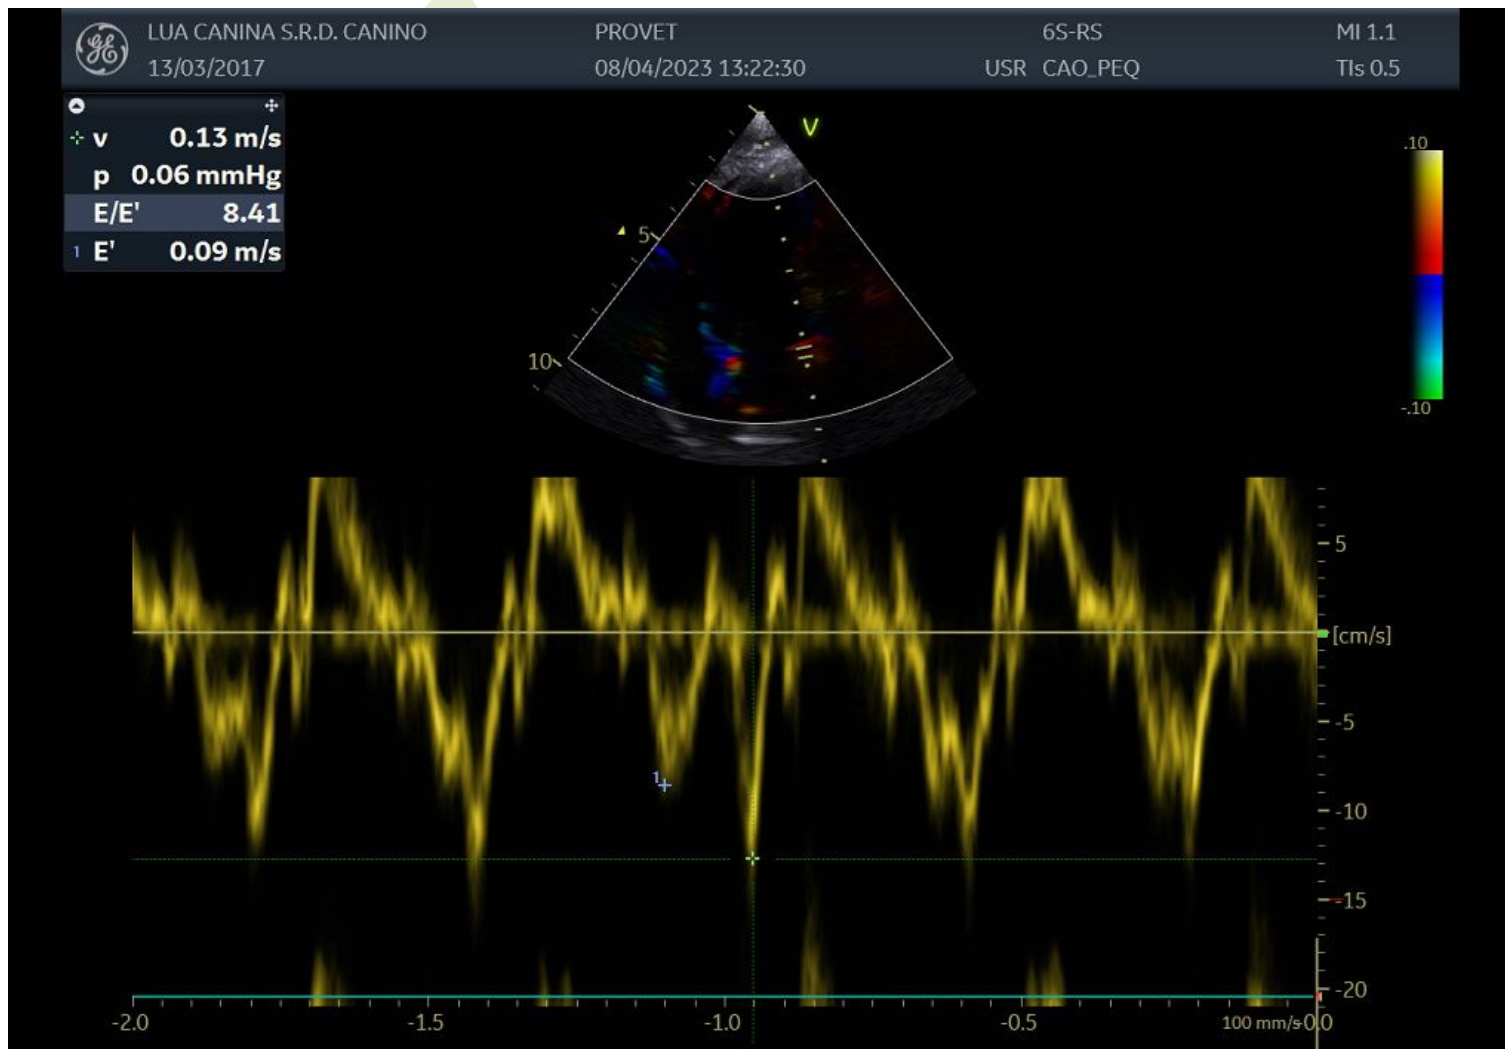 GE
LUA CANINA S.R.D. CANINO PROVET 6S-RS MI 1.1
13/03/2017 08/04/2023 13:22:30 USR CAO_PEQ TIs 0.5
v 0.13 m/s
p 0.06 mmHg
E/E' 8.41
1 E' 0.09 m/s
V
.10
5
10
-.10
5
[cm/s]
-5
1
-10
-15
-20
-2.0 -1.5 -1.0 -0.5 100 mm/s 0.0